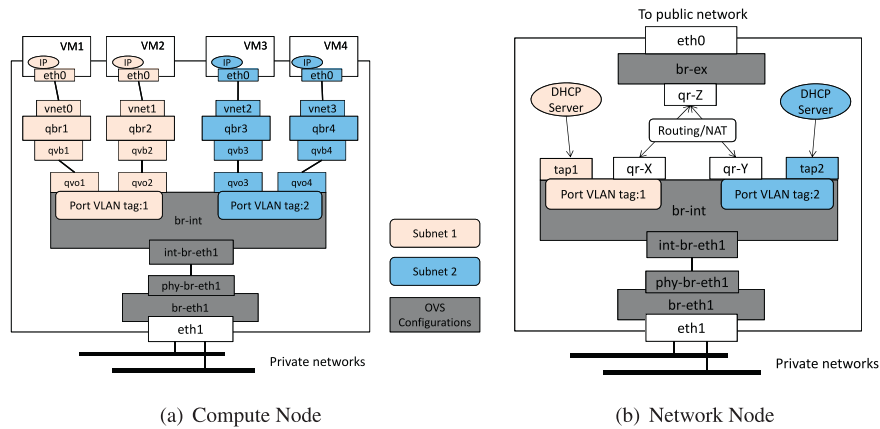 VM1
VM2
VM3
VM4
IP
IP
IP
IP
eth0
eth0
eth0
eth0
vnet0
vnet1
vnet2
vnet3
qbr1
qbr2
qbr3
qbr4
qvb1
qvb2
qvb3
qvb4
qvo1
qvo2
qvo3
qvo4
Port VLAN tag:1
Port VLAN tag:2
br-int
int-br-eth1
phy-br-eth1
br-eth1
eth1
Private networks
(a) Compute Node
Subnet 1
Subnet 2
OVS
Configurations
To public network
eth0
br-ex
qr-Z
DHCP
Server
DHCP
Server
Routing/NAT
tap1
qr-X
qr-Y
tap2
Port VLAN tag:1
Port VLAN tag:2
br-int
int-br-eth1
phy-br-eth1
br-eth1
eth1
Private networks
(b) Network Node